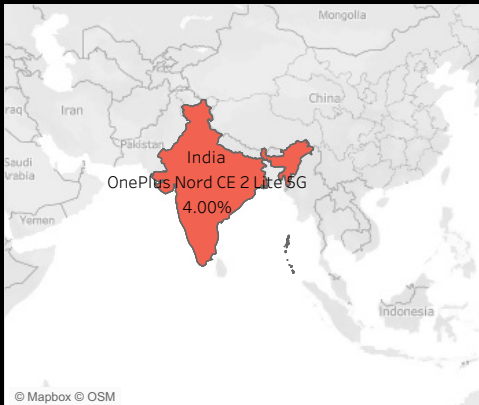 Mongolia
China
Iran
raq
Pakistan
Saudi
Arabia
India
OnePlus Nord CE 2 Lite 5G
4.00%
Yemen
Indonesia
© Mapbox © OSM